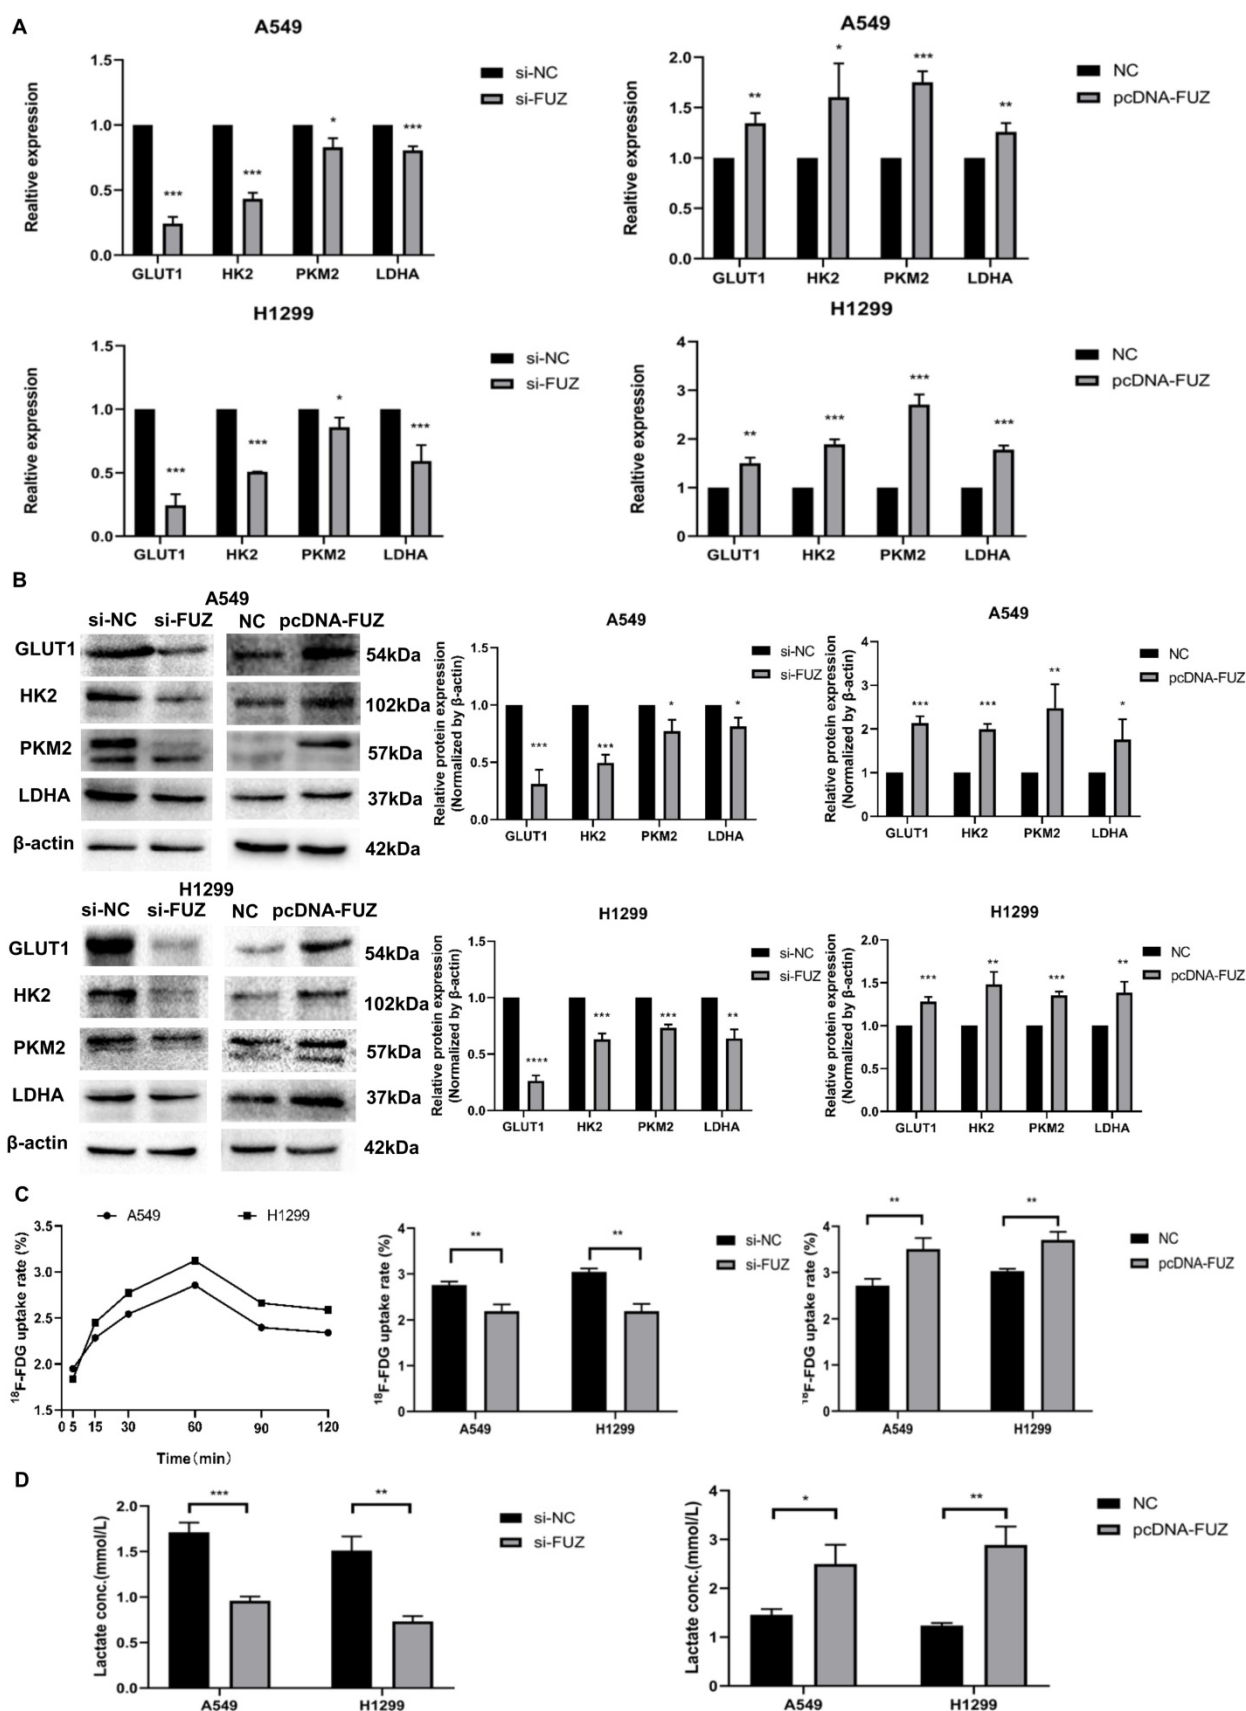 A
A549
Realtive expression
1.5
1.0
0.5
0.0
***
***
*
***
GLUT1 HK2 PKM2 LDHA
si-NC
si-FUZ
A549
Realtive expression
2.0
1.5
1.0
0.5
0.0
**
*
***
**
GLUT1 HK2 PKM2 LDHA
NC
pcDNA-FUZ
H1299
Realtive expression
1.5
1.0
0.5
0.0
***
***
*
***
GLUT1 HK2 PKM2 LDHA
si-NC
si-FUZ
H1299
Realtive expression
4
3
2
1
0
**
***
***
***
GLUT1 HK2 PKM2 LDHA
NC
pcDNA-FUZ
B
A549
si-NC si-FUZ NC pcDNA-FUZ
GLUT1 54kDa
HK2 102kDa
PKM2 57kDa
LDHA 37kDa
β-actin 42kDa
A549
Relative protein expression
(Normalized by β-actin)
1.5
1.0
0.5
0.0
***
***
*
*
GLUT1 HK2 PKM2 LDHA
si-NC
si-FUZ
A549
Relative protein expression
(Normalized by β-actin)
4
3
2
1
0
***
***
**
*
GLUT1 HK2 PKM2 LDHA
NC
pcDNA-FUZ
H1299
si-NC si-FUZ NC pcDNA-FUZ
GLUT1 54kDa
HK2 102kDa
PKM2 57kDa
LDHA 37kDa
β-actin 42kDa
H1299
Relative protein expression
(Normalized by β-actin)
1.5
1.0
0.5
0.0
****
***
***
**
GLUT1 HK2 PKM2 LDHA
si-NC
si-FUZ
H1299
Relative protein expression
(Normalized by β-actin)
2.0
1.5
1.0
0.5
0.0
***
**
***
**
GLUT1 HK2 PKM2 LDHA
NC
pcDNA-FUZ
C
A549 H1299
¹⁸F-FDG uptake rate (%)
3.5
3.0
2.5
2.0
1.5
0 5 15 30 60 90 120
Time(min)
¹⁸F-FDG uptake rate (%)
4
3
2
1
0
**
**
A549 H1299
si-NC
si-FUZ
¹⁸F-FDG uptake rate (%)
4
3
2
1
0
**
**
A549 H1299
NC
pcDNA-FUZ
D
Lactate conc.(mmol/L)
2.0
1.5
1.0
0.5
0.0
***
**
A549 H1299
si-NC
si-FUZ
Lactate conc.(mmol/L)
4
3
2
1
0
*
**
A549 H1299
NC
pcDNA-FUZ